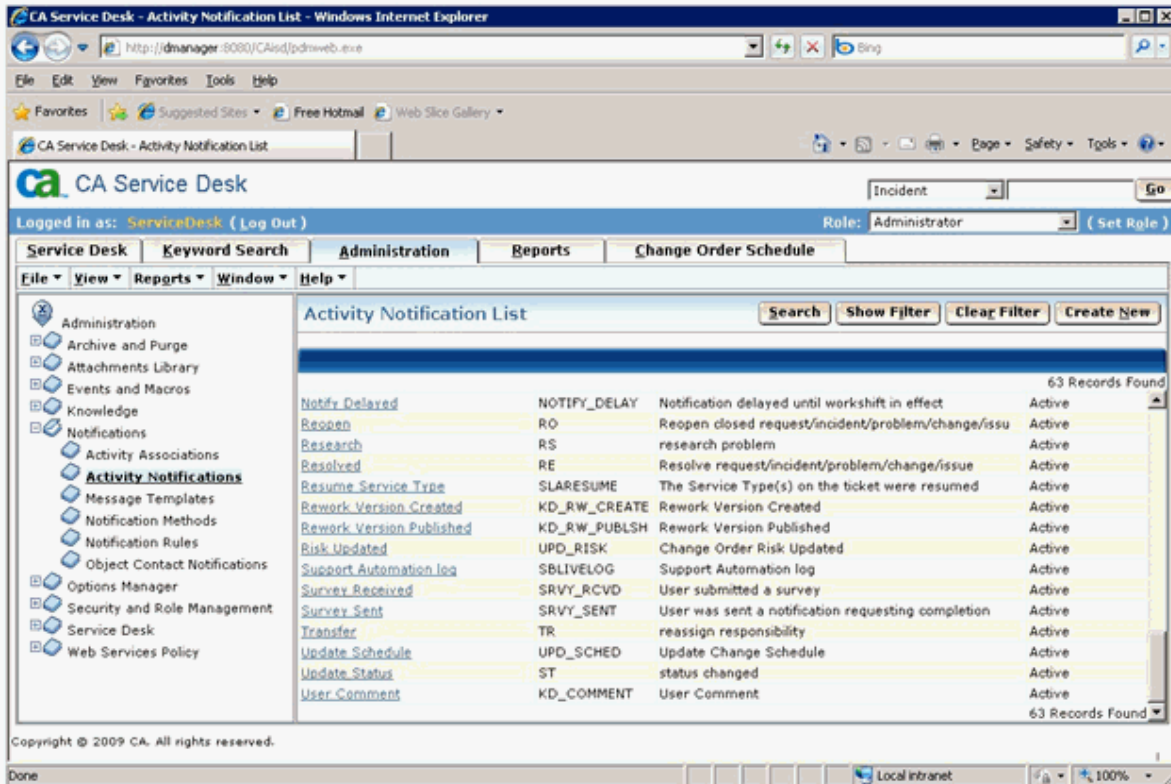 CA Service Desk - Activity Notification List - Windows Internet Explorer
http://dmanager:8080/CAisd/pdmweb.exe
Bing
File Edit View Favorites Tools Help
Favorites Suggested Sites Free Hotmail Web Slice Gallery
CA Service Desk - Activity Notification List
Page Safety Tools
ca CA Service Desk
Incident Go
Logged in as: ServiceDesk ( Log Out ) Role: Administrator ( Set Role )
Service Desk Keyword Search Administration Reports Change Order Schedule
File View Reports Window Help
Administration
Archive and Purge
Attachments Library
Events and Macros
Knowledge
Notifications
Activity Associations
Activity Notifications
Message Templates
Notification Methods
Notification Rules
Object Contact Notifications
Options Manager
Security and Role Management
Service Desk
Web Services Policy
Activity Notification List Search Show Filter Clear Filter Create New
63 Records Found
Notify Delayed NOTIFY_DELAY Notification delayed until workshift in effect Active
Reopen RO Reopen closed request/incident/problem/change/issu Active
Research RS research problem Active
Resolved RE Resolve request/incident/problem/change/issue Active
Resume Service Type SLARESUME The Service Type(s) on the ticket were resumed Active
Rework Version Created KD_RW_CREATE Rework Version Created Active
Rework Version Published KD_RW_PUBLSH Rework Version Published Active
Risk Updated UPD_RISK Change Order Risk Updated Active
Support Automation log SBLIVELOG Support Automation log Active
Survey Received SRVY_RCVD User submitted a survey Active
Survey Sent SRVY_SENT User was sent a notification requesting completion Active
Transfer TR reassign responsibility Active
Update Schedule UPD_SCHED Update Change Schedule Active
Update Status ST status changed Active
User Comment KD_COMMENT User Comment Active
63 Records Found
Copyright © 2009 CA. All rights reserved.
Done Local intranet 100%